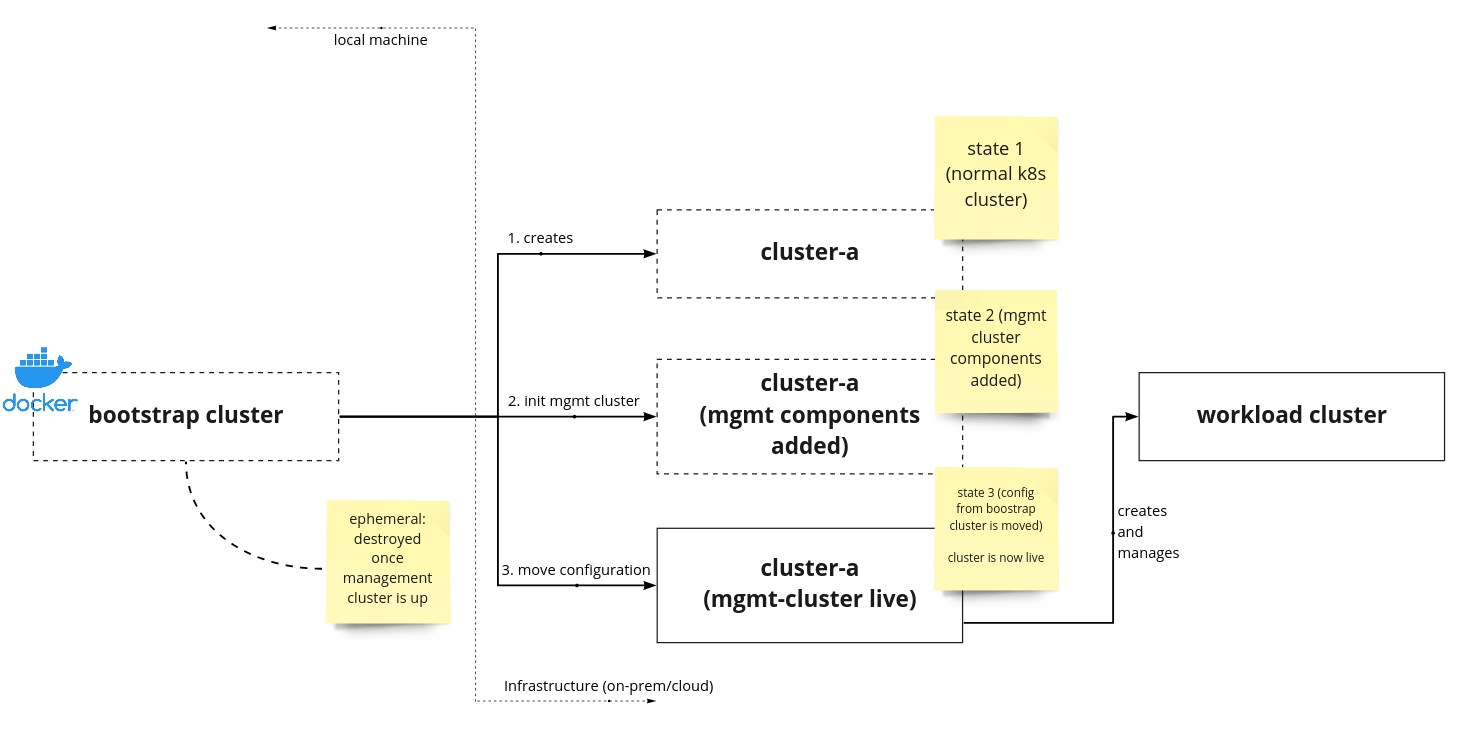 local machine
state 1
(normal k8s
cluster)
1. creates
cluster-a
state 2 (mgmt
cluster
components
added)
2. init mgmt cluster
cluster-a
(mgmt components
added)
docker
bootstrap cluster
workload cluster
ephemeral:
destroyed
once
management
cluster is up
state 3 (config
from boostrap
cluster is moved)
cluster is now live
3. move configuration
cluster-a
(mgmt-cluster live)
creates
and
manages
Infrastructure (on-prem/cloud)